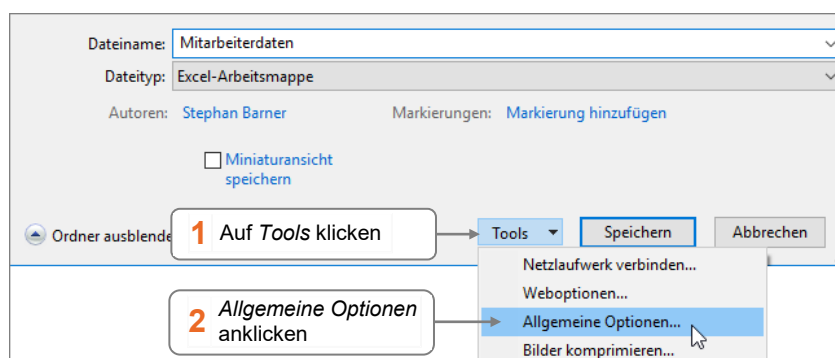 Dateiname: Mitarbeiterdaten
Dateityp: Excel-Arbeitsmappe
Autoren: Stephan Barner Markierungen: Markierung hinzufügen
Miniaturansicht
speichern
Ordner ausblende
1 Auf Tools klicken
Tools Speichern Abbrechen
Netzlaufwerk verbinden...
Weboptionen...
2 Allgemeine Optionen
anklicken
Allgemeine Optionen...
Bilder komprimieren...